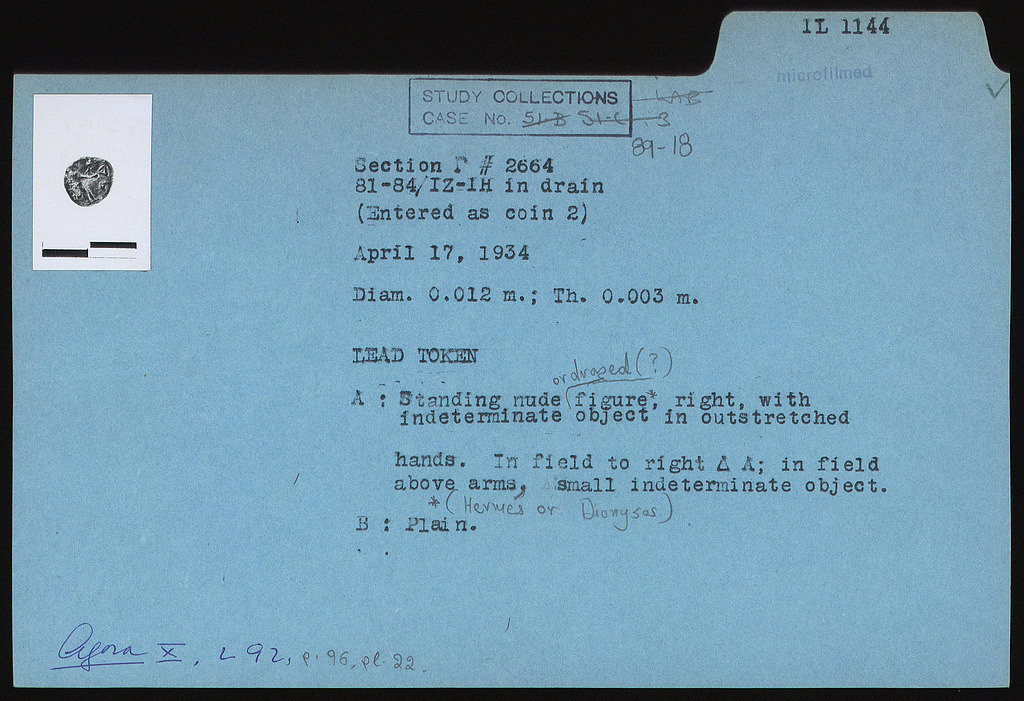 IL 1144
microfilmed
STUDY COLLECTIONS LAB
CASE No. 51-B 51-C .3
89-18
Section Γ # 2664
81-84/ΙΖ-ΙΗ in drain
(Entered as coin 2)
April 17, 1934
Diam. 0.012 m.; Th. 0.003 m.
LEAD TOKEN
or draped (?)
A : Standing nude figure*, right, with
indeterminate object in outstretched
hands. In field to right Δ Α; in field
above arms, small indeterminate object.
*(Hermes or Dionysos)
B : Plain.
Agora X, L 92, p. 96, pl. 22.